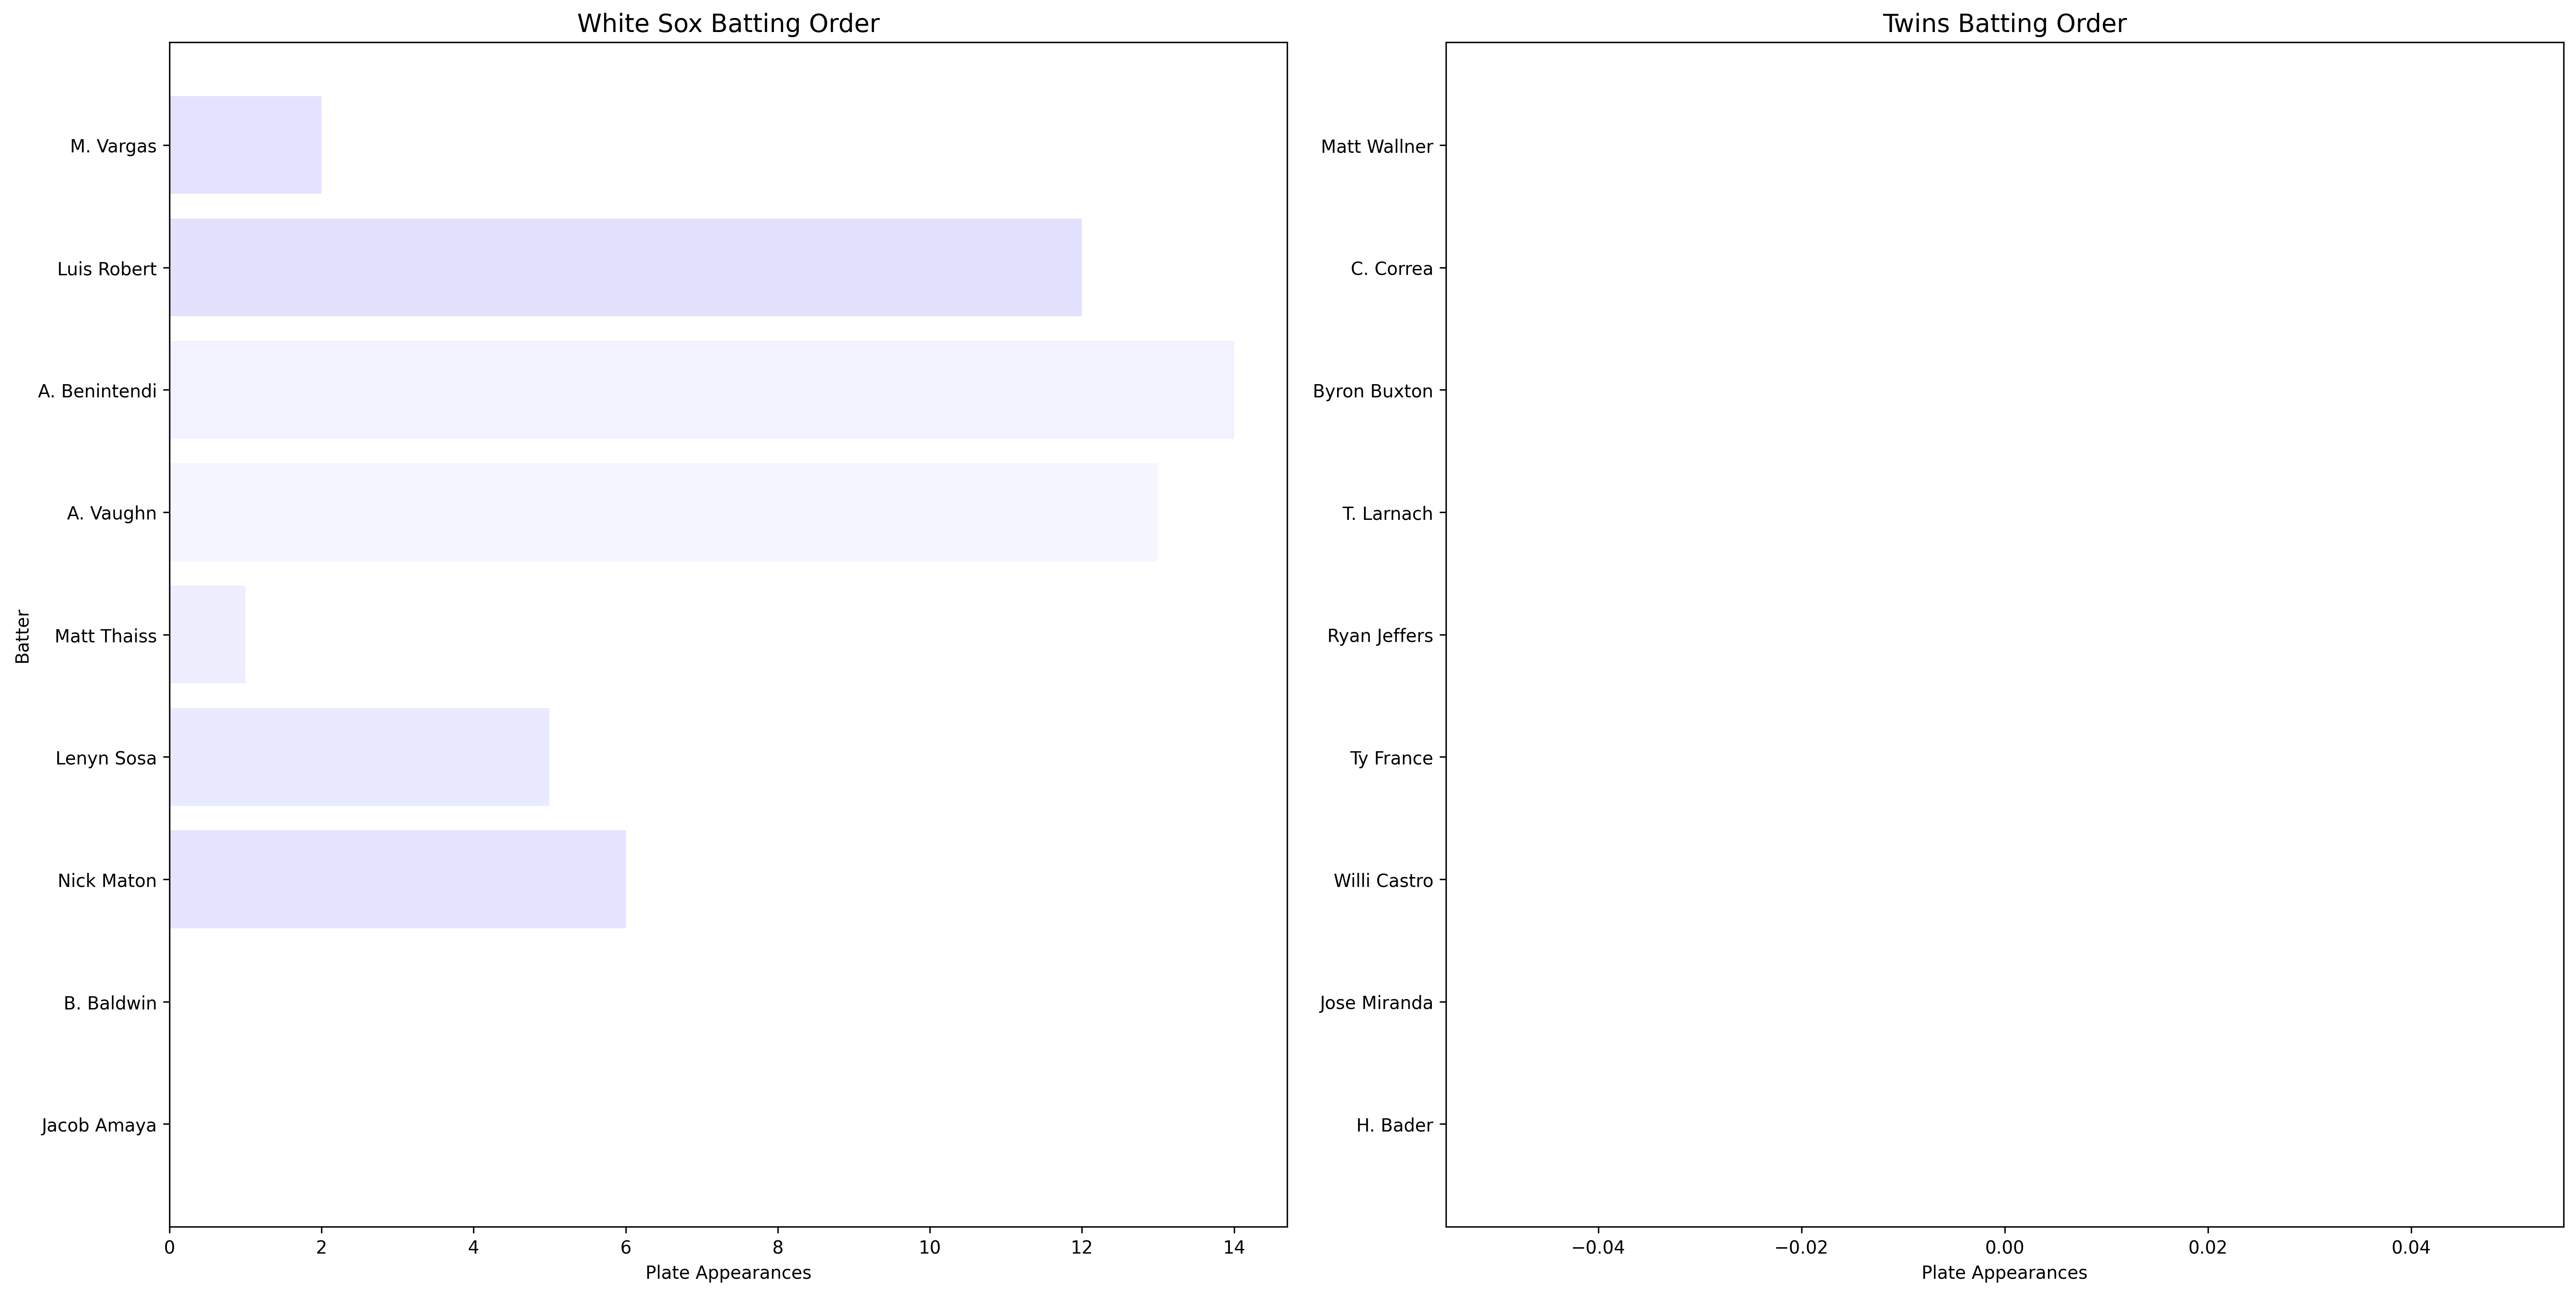 White Sox Batting Order
Batter
M. Vargas
Luis Robert
A. Benintendi
A. Vaughn
Matt Thaiss
Lenyn Sosa
Nick Maton
B. Baldwin
Jacob Amaya
0 2 4 6 8 10 12 14
Plate Appearances
Twins Batting Order
Matt Wallner
C. Correa
Byron Buxton
T. Larnach
Ryan Jeffers
Ty France
Willi Castro
Jose Miranda
H. Bader
−0.04 −0.02 0.00 0.02 0.04
Plate Appearances